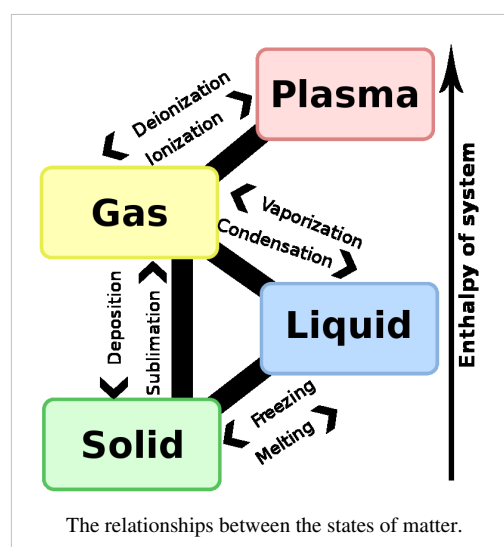 Plasma
Deionization
Ionization
Gas
Vaporization
Condensation
Enthalpy of system
Liquid
Deposition
Sublimation
Freezing
Melting
Solid
The relationships between the states of matter.